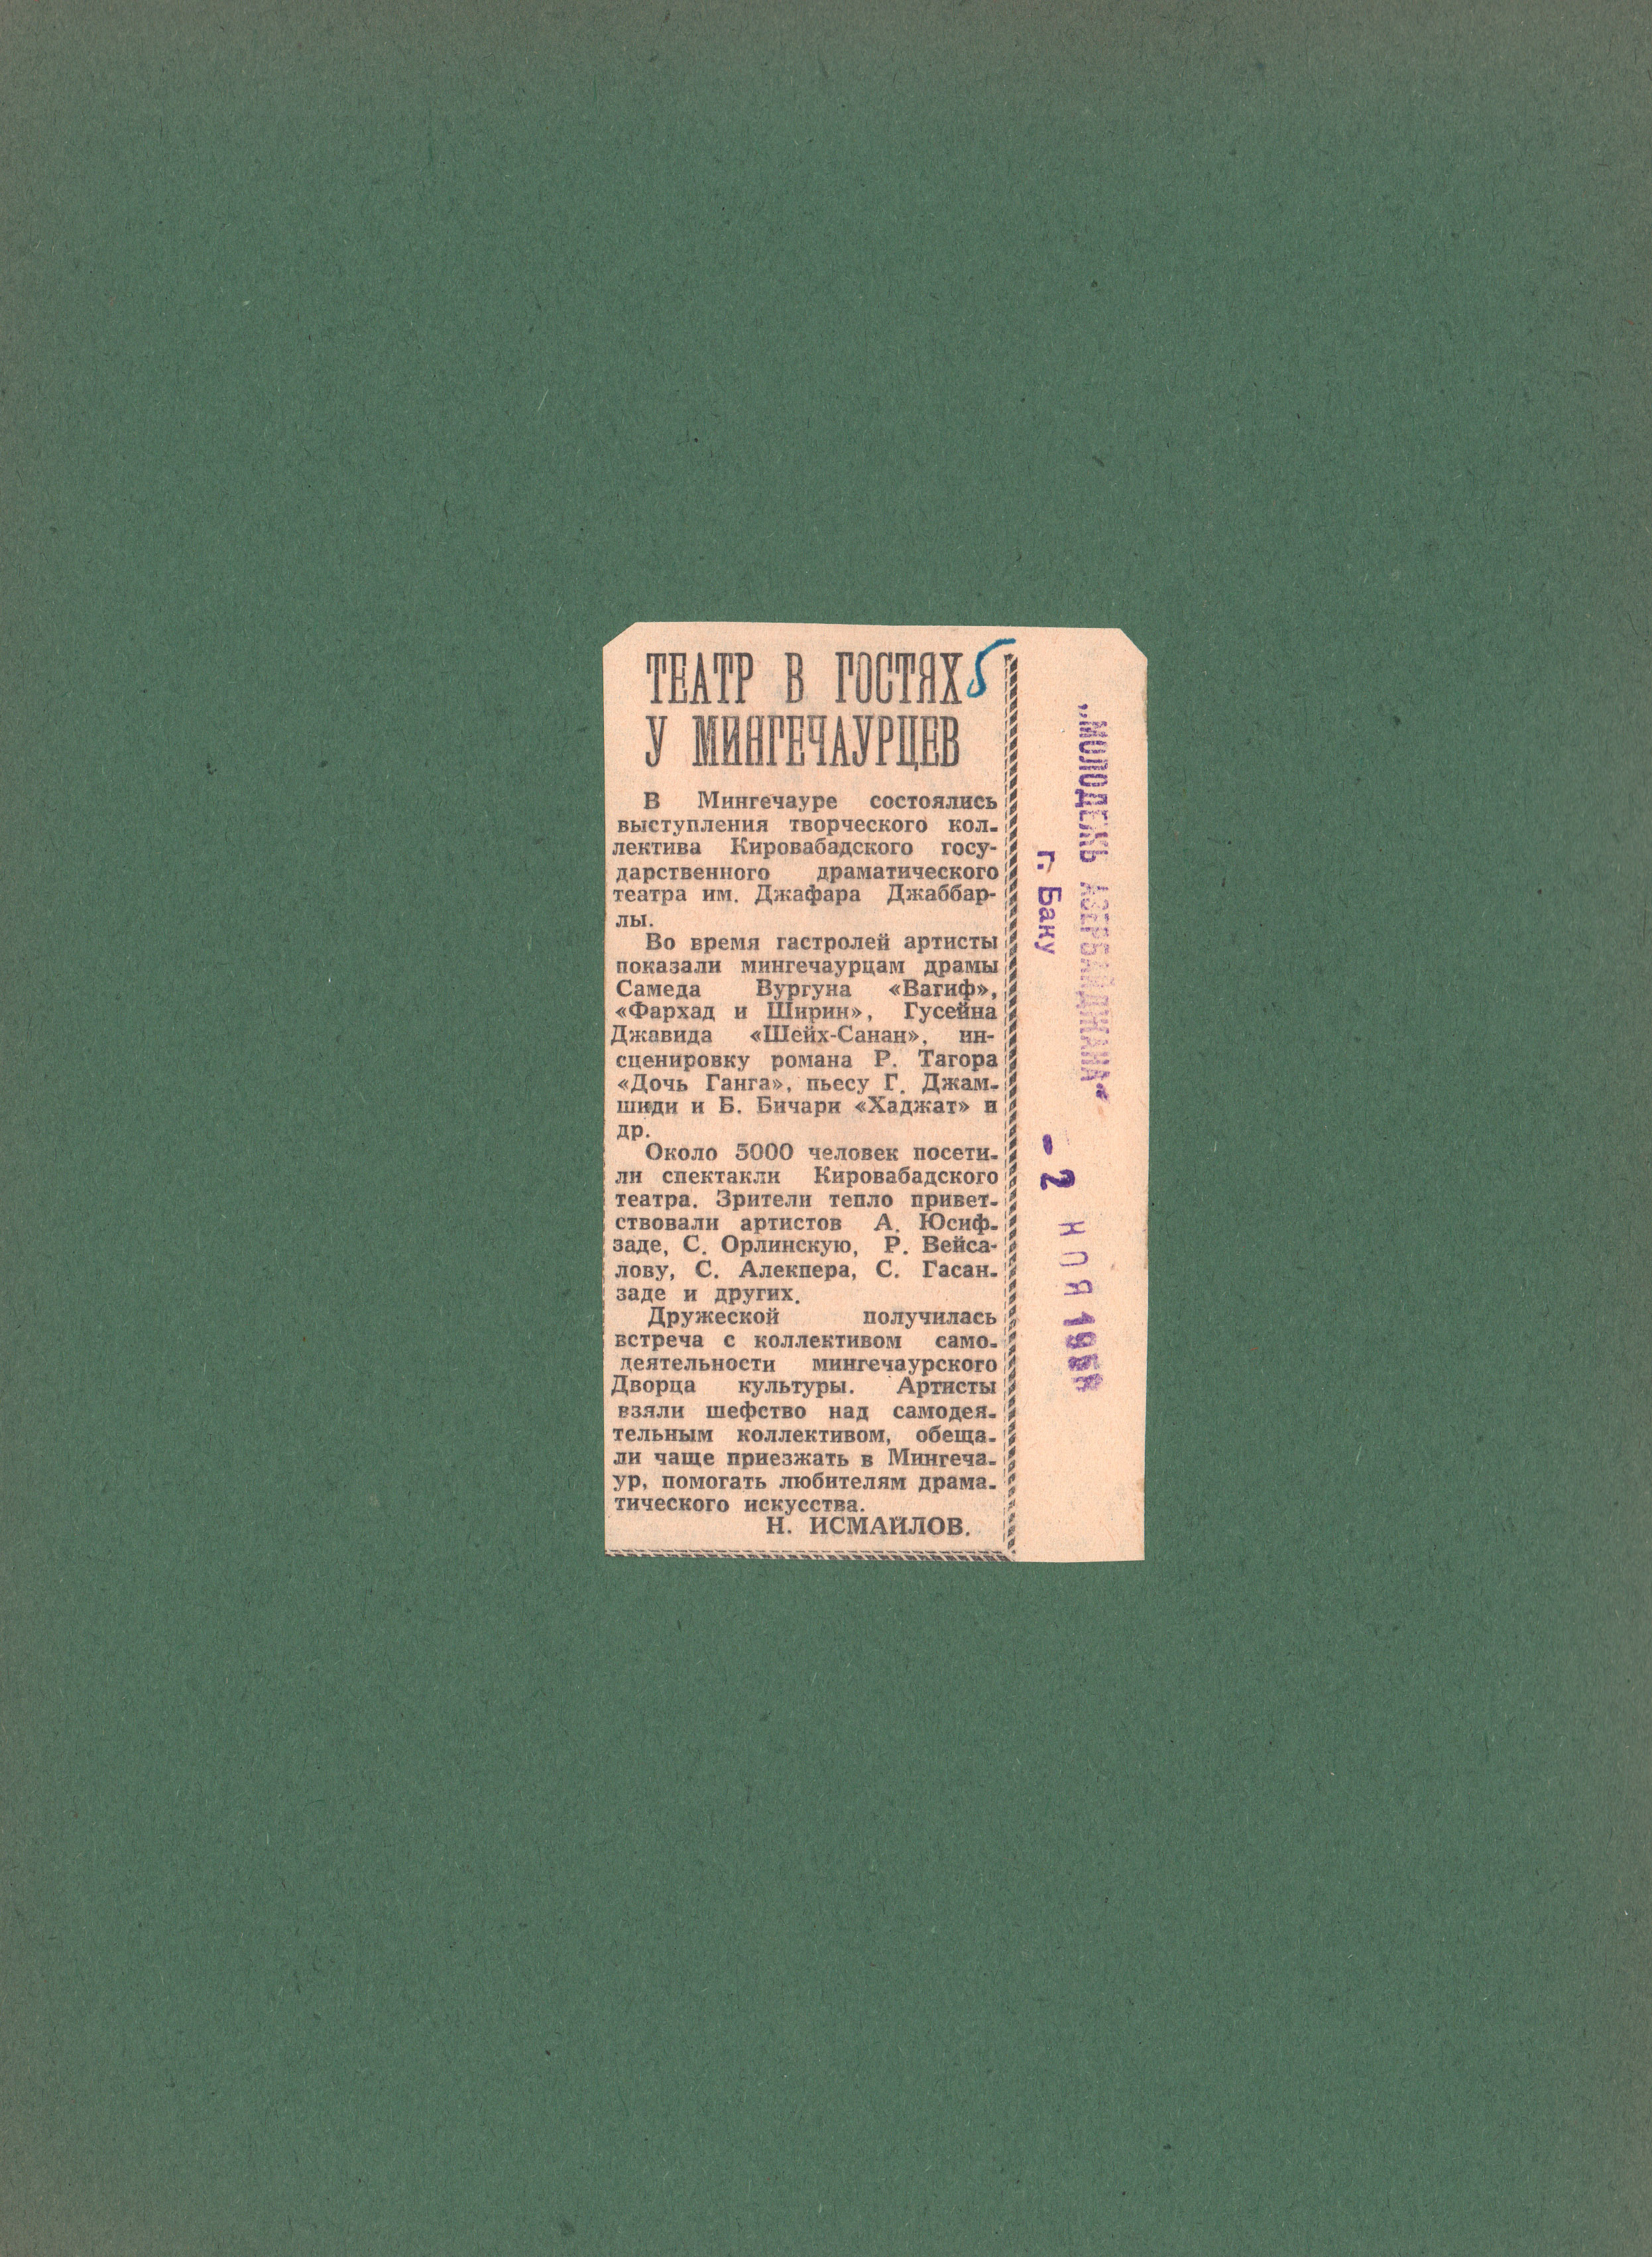 ТЕАТР В ГОСТЯХ 5
У МИНГЕЧАУРЦЕВ
В Мингечауре состоялись
выступления творческого кол-
лектива Кировабадского госу-
дарственного драматического
театра им. Джафара Джаббар-
лы.
Во время гастролей артисты
показали мингечаурцам драмы
Самеда Вургуна «Вагиф»,
«Фархад и Ширин», Гусейна
Джавида «Шейх-Санан», ин-
сценировку романа Р. Тагора
«Дочь Ганга», пьесу Г. Джам-
шиди и Б. Бичари «Хаджат» и
др.
Около 5000 человек посети-
ли спектакли Кировабадского
театра. Зрители тепло привет-
ствовали артистов А. Юсиф-
заде, С. Орлинскую, Р. Вейса-
лову, С. Алекпера, С. Гасан-
заде и других.
Дружеской получилась
встреча с коллективом само-
деятельности мингечаурского
Дворца культуры. Артисты
взяли шефство над самодея-
тельным коллективом, обеща-
ли чаще приезжать в Мингеча-
ур, помогать любителям драма-
тического искусства.
Н. ИСМАЙЛОВ.
„МОЛОДЕЖЬ АЗЕРБАЙДЖАНА“
г. Баку
- 2 НОЯ